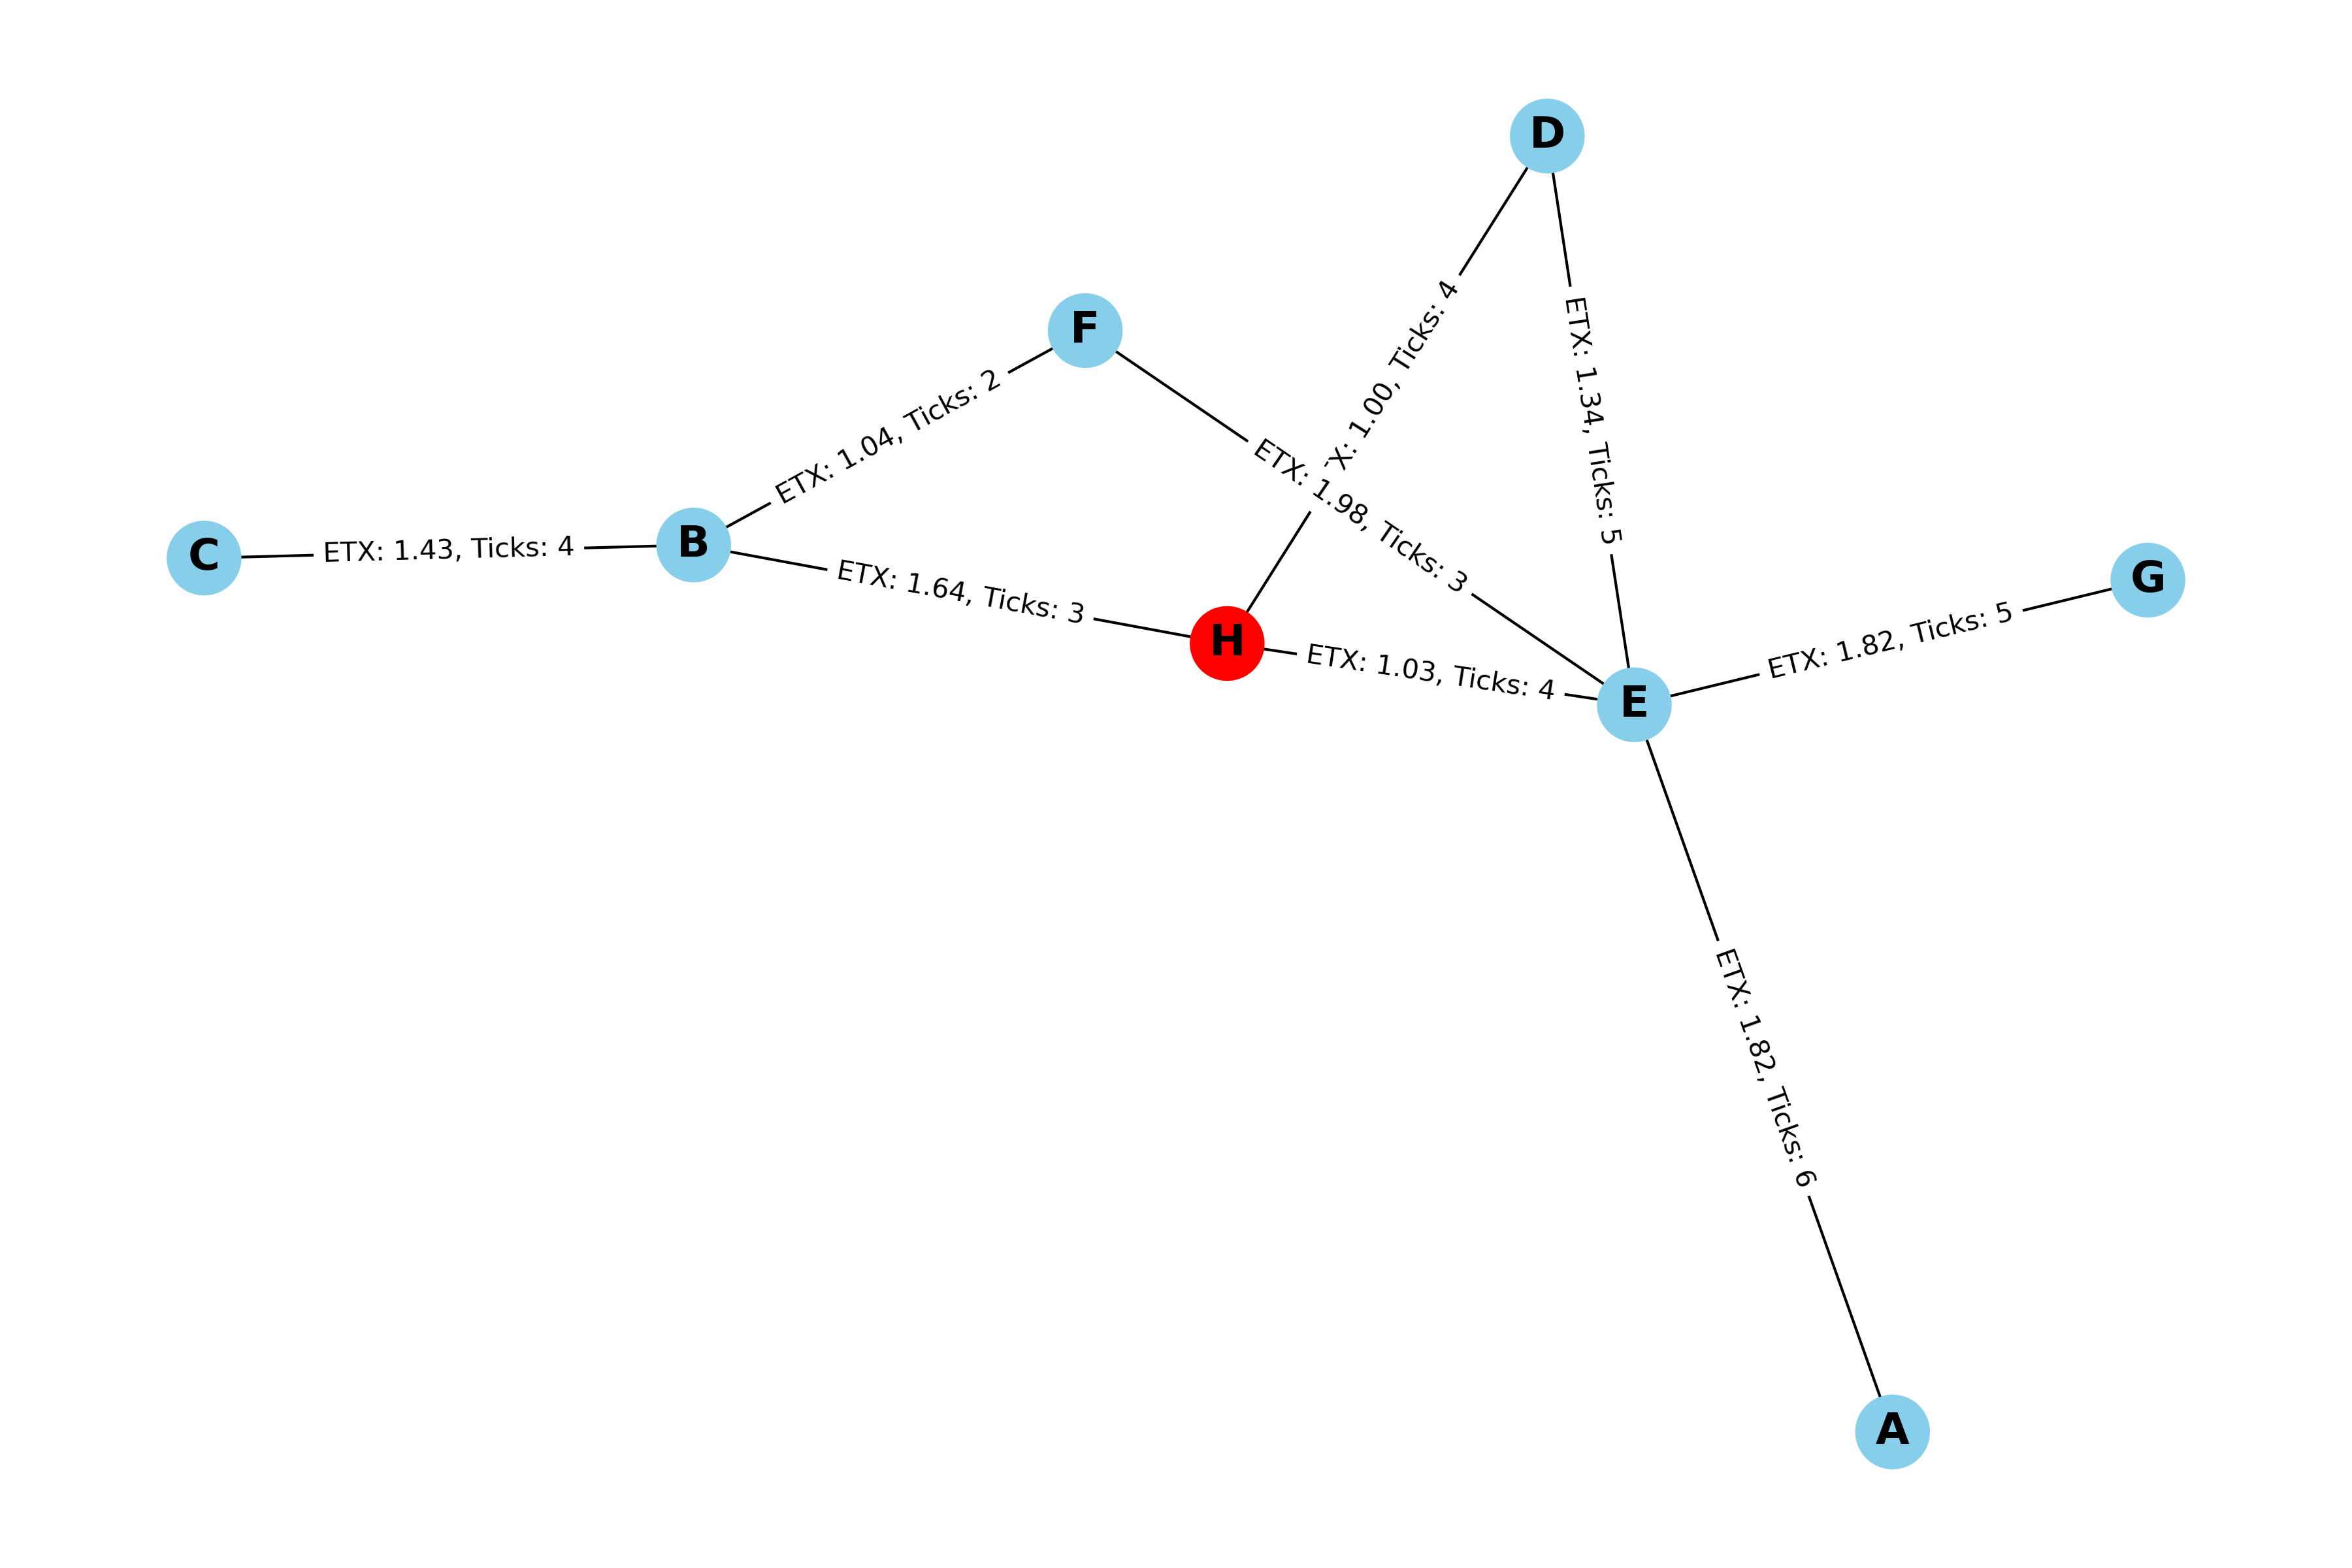 D
F
ETX: 1.00, Ticks: 4
ETX: 1.34, Ticks: 5
ETX: 1.04, Ticks: 2
ETX: 1.98, Ticks: 3
C
ETX: 1.43, Ticks: 4
B
ETX: 1.64, Ticks: 3
H
ETX: 1.03, Ticks: 4
E
ETX: 1.82, Ticks: 5
G
ETX: 1.82, Ticks: 6
A